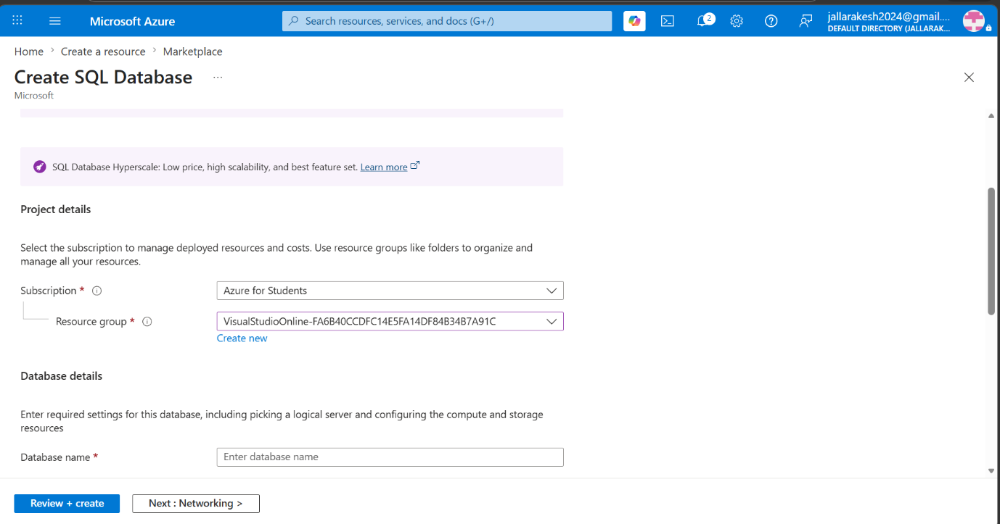 Microsoft Azure
Search resources, services, and docs (G+/)
2
jallarakesh2024@gmail....
DEFAULT DIRECTORY (JALLARAK...
Home > Create a resource > Marketplace
Create SQL Database ...
Microsoft
SQL Database Hyperscale: Low price, high scalability, and best feature set. Learn more
Project details
Select the subscription to manage deployed resources and costs. Use resource groups like folders to organize and
manage all your resources.
Subscription *
Azure for Students
Resource group *
VisualStudioOnline-FA6B40CCDFC14E5FA14DF84B34B7A91C
Create new
Database details
Enter required settings for this database, including picking a logical server and configuring the compute and storage
resources
Database name *
Enter database name
Review + create
Next : Networking >